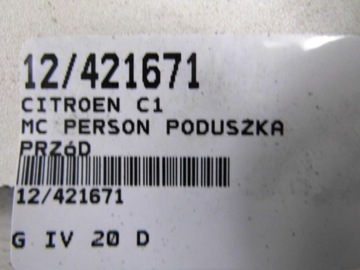 12/421671
CITROEN C1
MC PERSON PODUSZKA
PRZÓD
12/421671
G IV 20 D